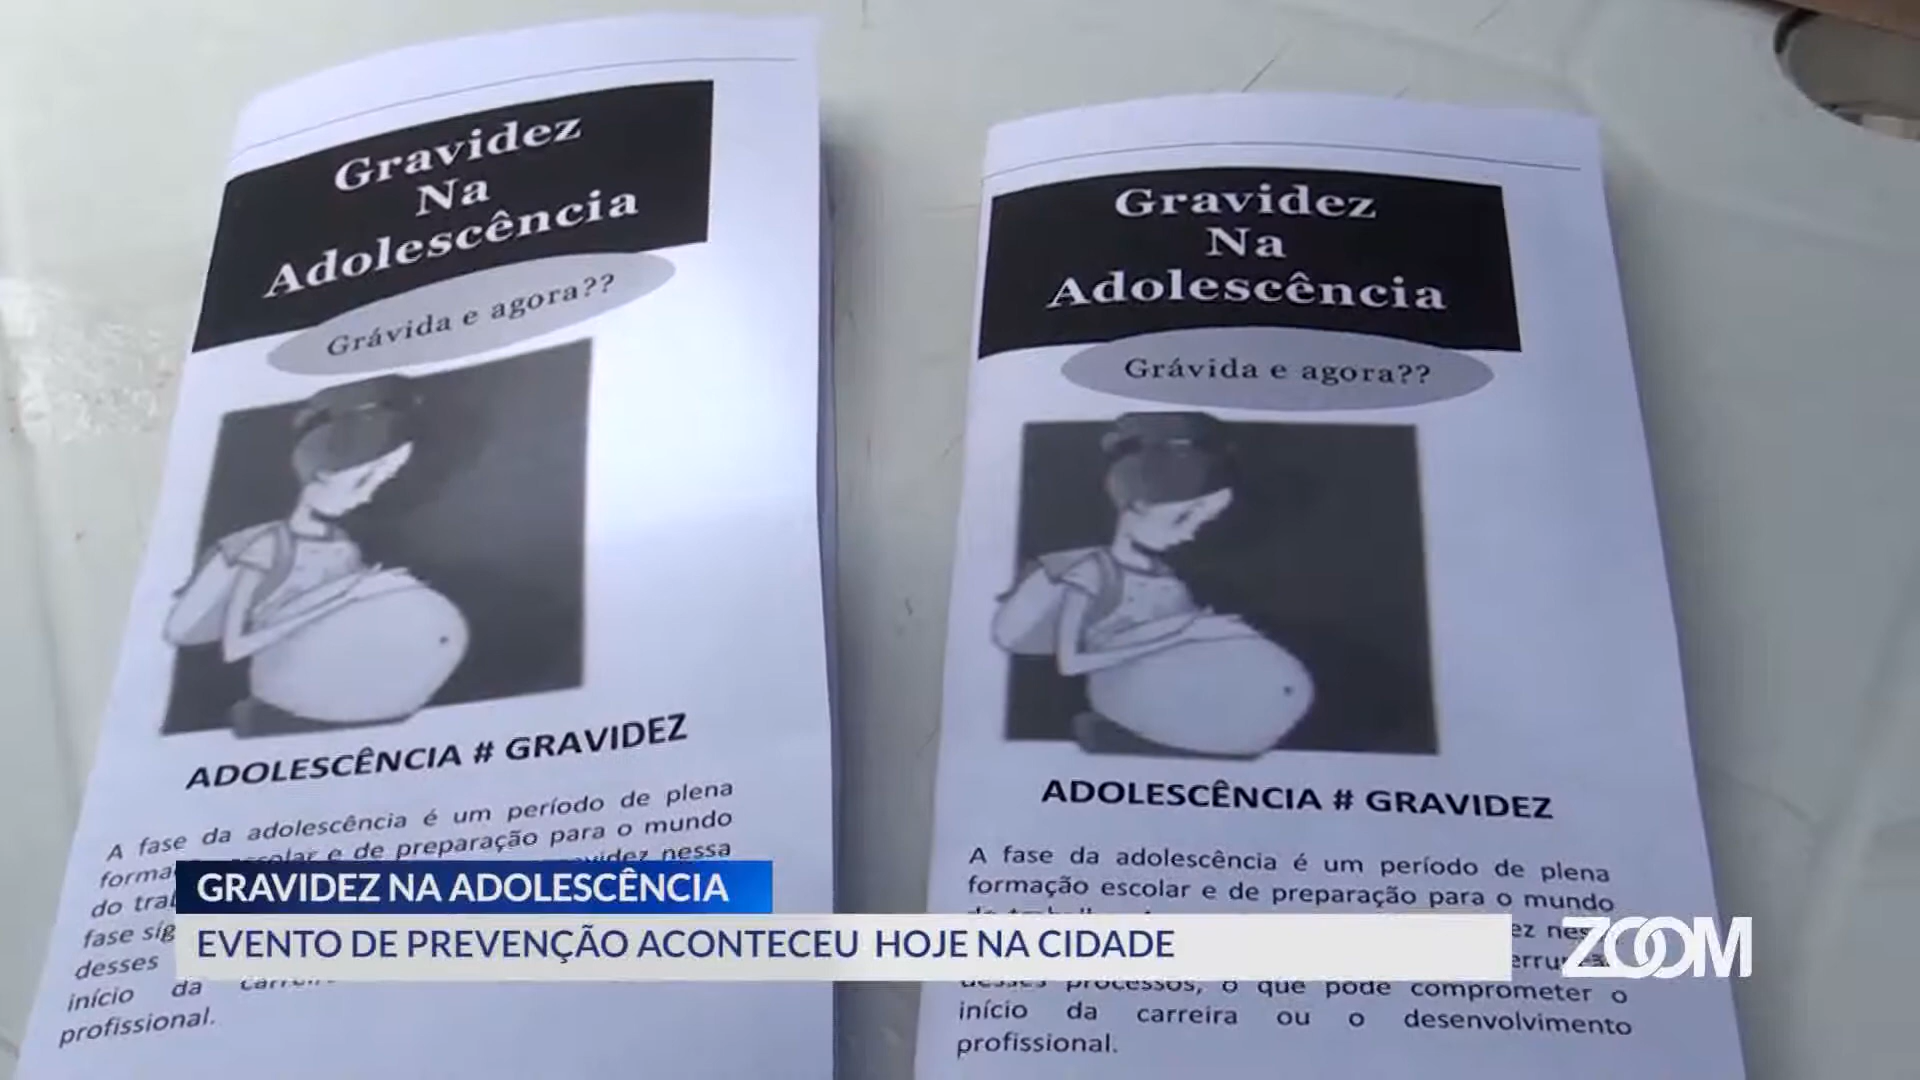 Gravidez
Na
Adolescência
Grávida e agora??
ADOLESCÊNCIA # GRAVIDEZ
A fase da adolescência é um período de plena
escolar e de preparação para o mundo
nessa
fase
desses
início da
profissional.
Gravidez
Na
Adolescência
Grávida e agora??
ADOLESCÊNCIA # GRAVIDEZ
A fase da adolescência é um período de plena
formação escolar e de preparação para o mundo
desses processos, o que pode comprometer o
início da carreira ou o desenvolvimento
profissional.
GRAVIDEZ NA ADOLESCÊNCIA
EVENTO DE PREVENÇÃO ACONTECEU HOJE NA CIDADE
ZOOM